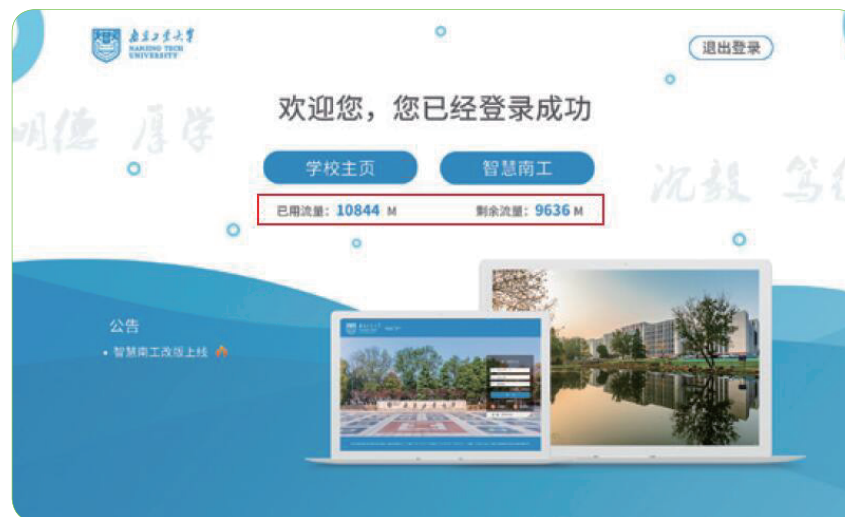 南京工业大学
NANJING TECH
UNIVERSITY
退出登录
欢迎您，您已经登录成功
明德 厚学
学校主页
智慧南工
沉毅 笃
已用流量：10844 M
剩余流量：9636 M
公告
• 智慧南工改版上线